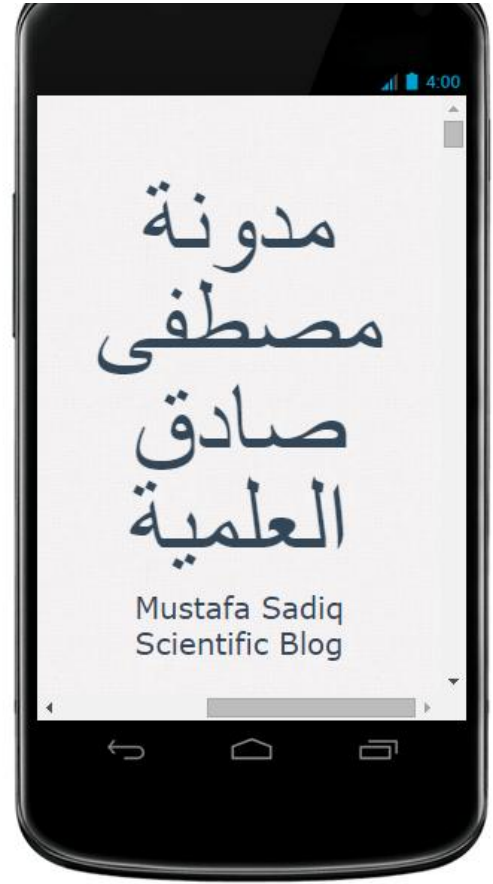 4:00
مدونة
مصطفى
صادق
العلمية
Mustafa Sadiq
Scientific Blog